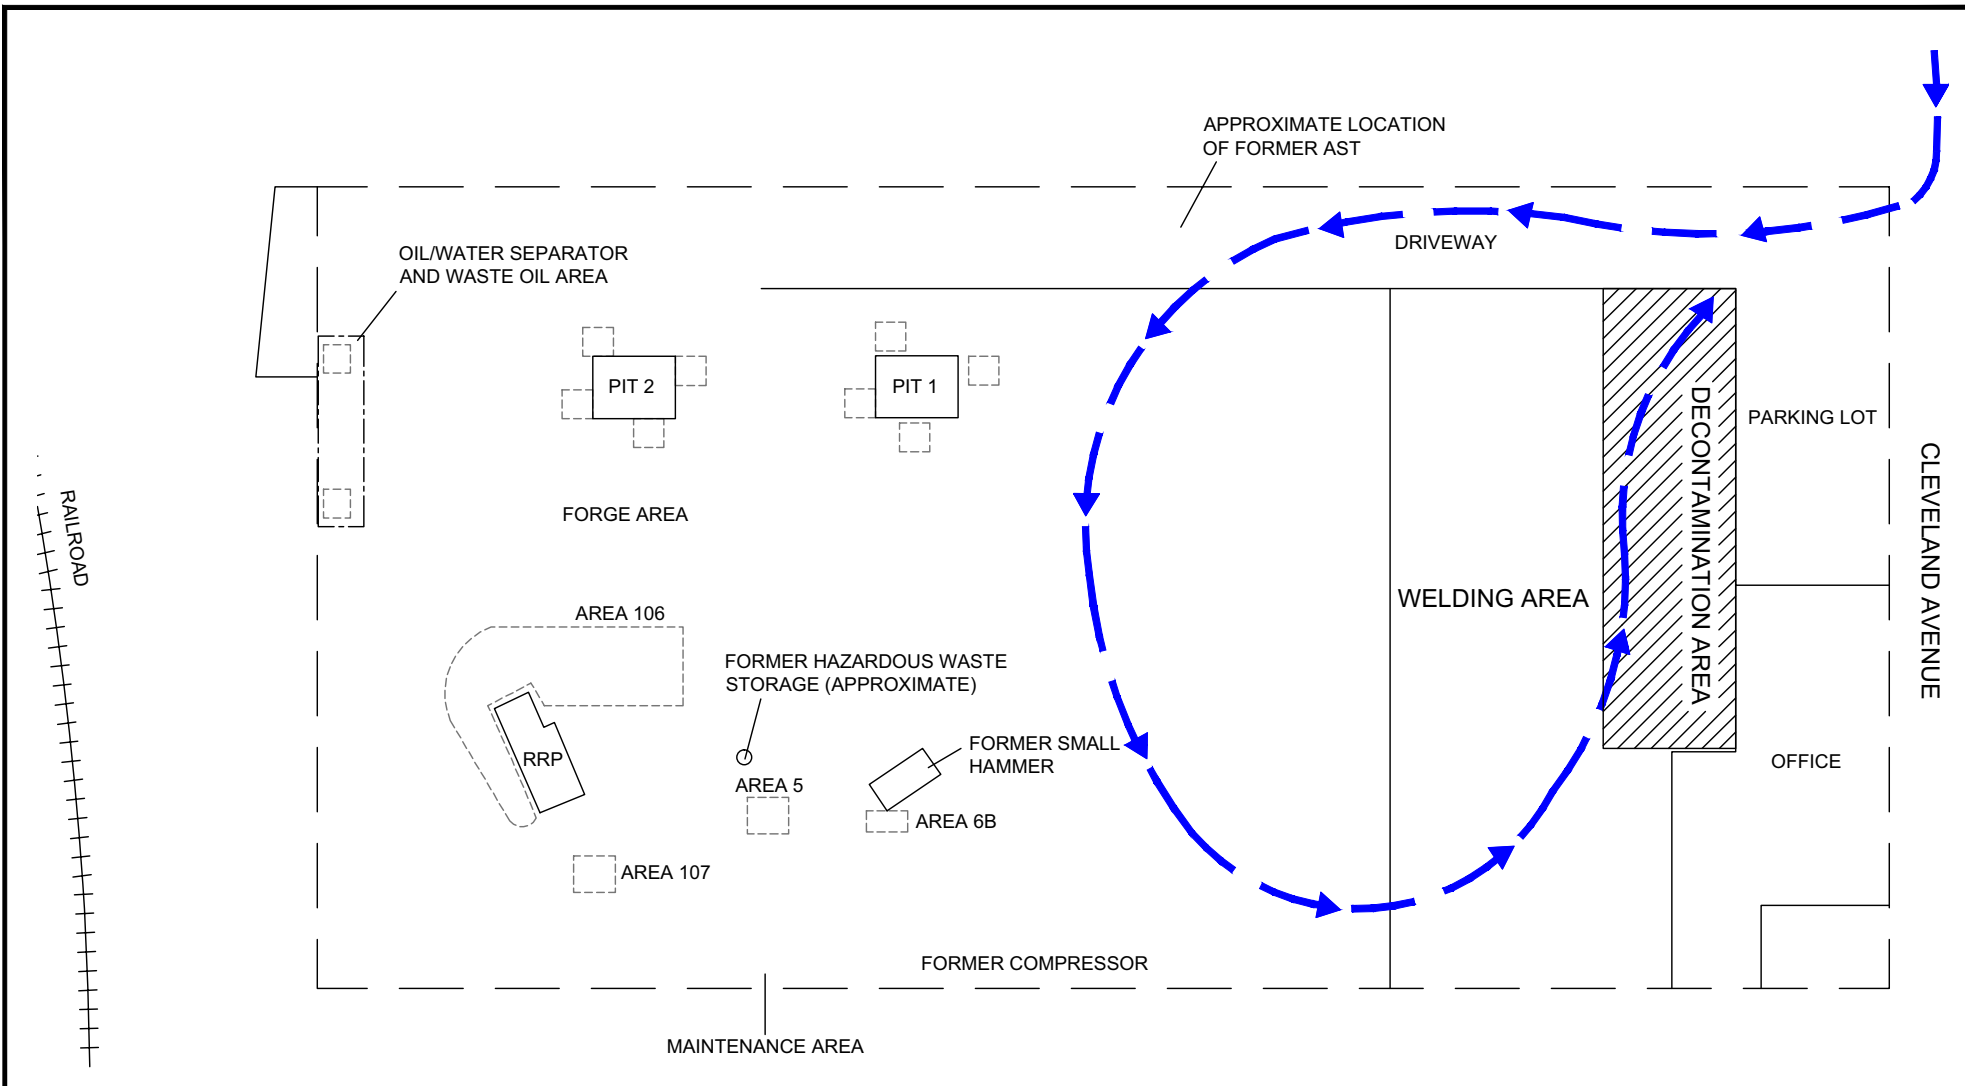 APPROXIMATE LOCATION
OF FORMER AST
DRIVEWAY
OIL/WATER SEPARATOR
AND WASTE OIL AREA
PIT 2
PIT 1
PARKING LOT
DECONTAMINATION AREA
CLEVELAND AVENUE
RAILROAD
FORGE AREA
WELDING AREA
AREA 106
FORMER HAZARDOUS WASTE
STORAGE (APPROXIMATE)
RRP
FORMER SMALL
HAMMER
OFFICE
AREA 5
AREA 6B
AREA 107
FORMER COMPRESSOR
MAINTENANCE AREA